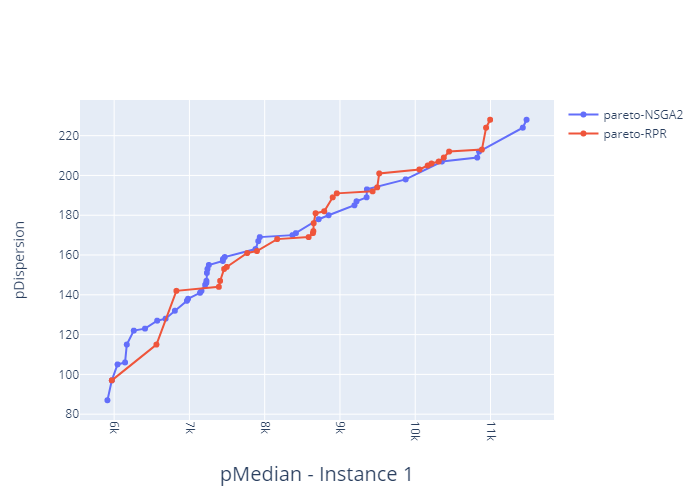 pareto-NSGA2
pareto-RPR
220
200
180
160
140
120
100
80
pDispersion
6k
7k
8k
9k
10k
11k
pMedian - Instance 1